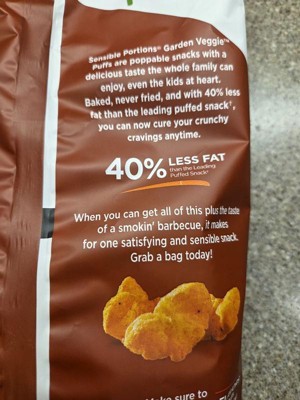 Sensible Portions® Garden Veggie™
Puffs are poppable snacks with a
delicious taste the whole family can
enjoy, even the kids at heart.
Baked, never fried, and with 40% less
fat than the leading puffed snack†,
you can now cure your crunchy
cravings anytime.
40% LESS FAT
than the Leading
Puffed Snack†
When you can get all of this plus the taste
of a smokin' barbecue, it makes
for one satisfying and sensible snack.
Grab a bag today!
Make sure to